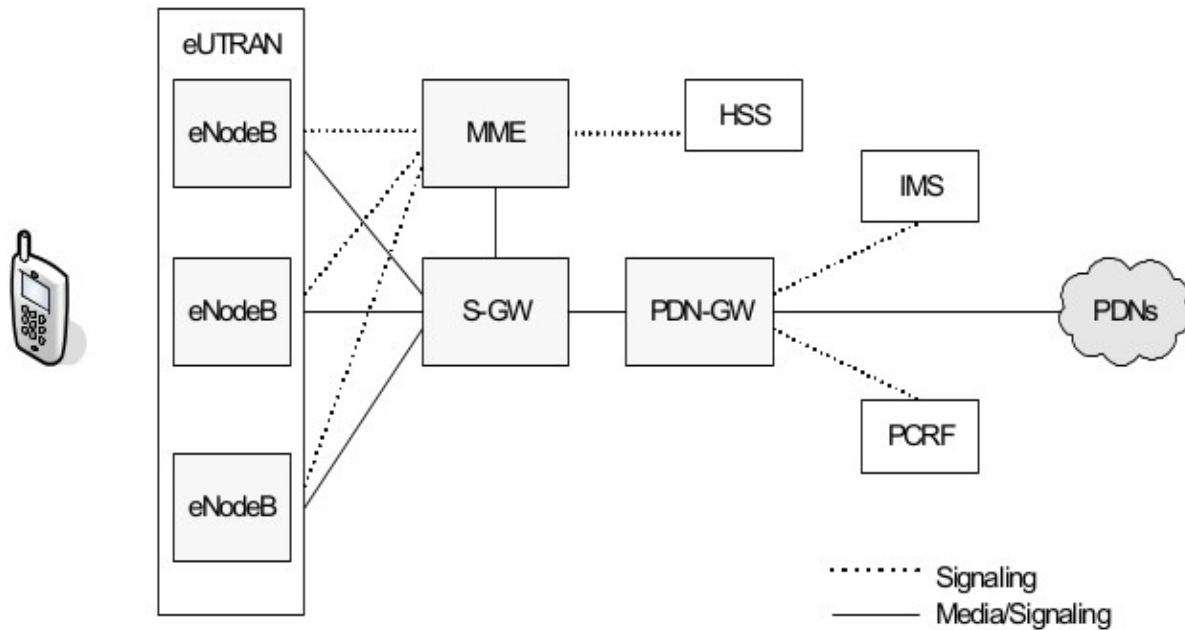 eUTRAN
eNodeB
MME
HSS
IMS
eNodeB
S-GW
PDN-GW
PDNs
PCRF
eNodeB
Signaling
Media/Signaling